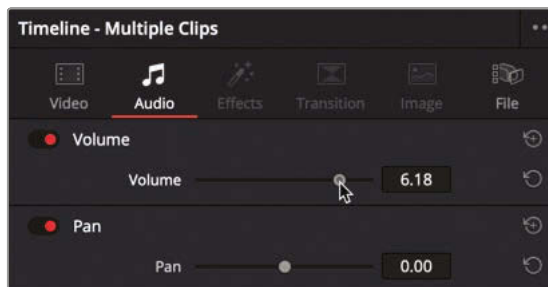 Timeline - Multiple Clips
Video Audio Effects Transition Image File
Volume
Volume 6.18
Pan
Pan 0.00